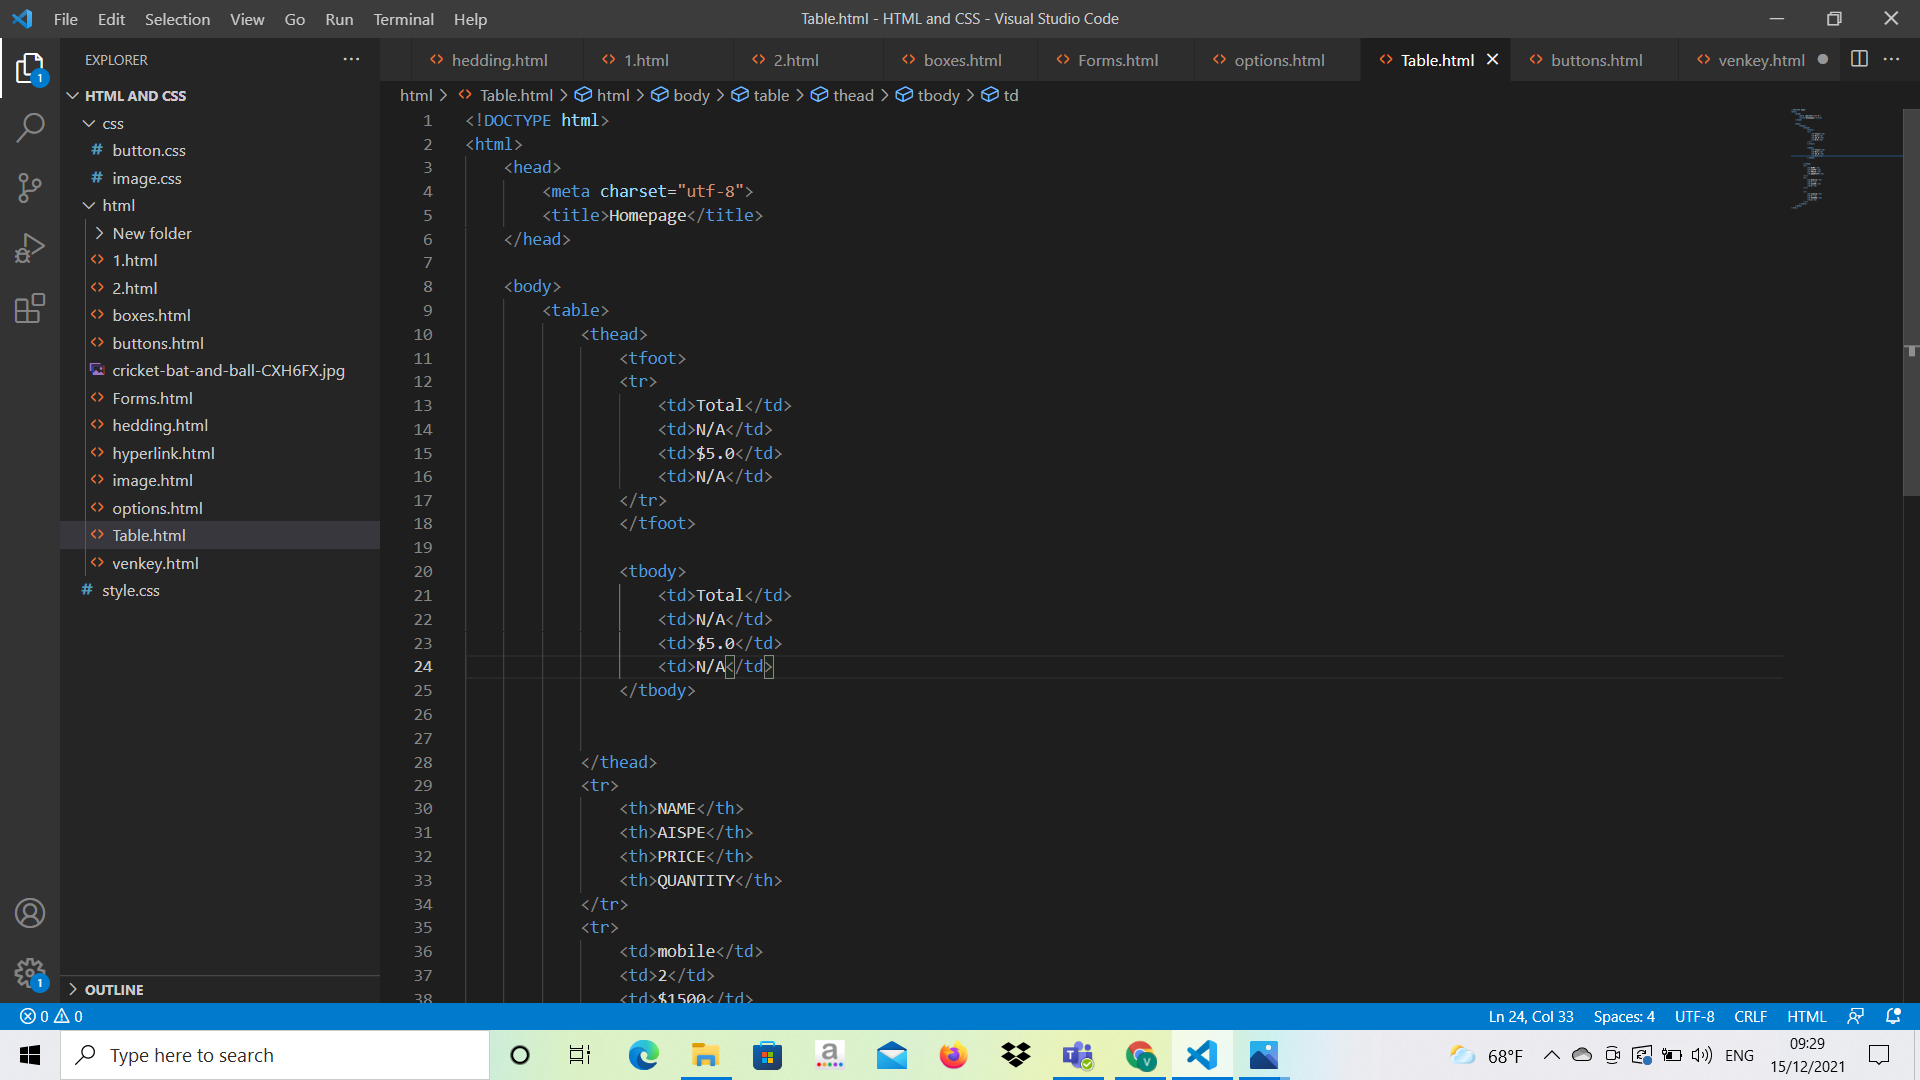 File Edit Selection View Go Run Terminal Help
Table.html - HTML and CSS - Visual Studio Code
EXPLORER
HTML AND CSS
css
button.css
image.css
html
New folder
1.html
2.html
boxes.html
buttons.html
cricket-bat-and-ball-CXH6FX.jpg
Forms.html
hedding.html
hyperlink.html
image.html
options.html
Table.html
venkey.html
style.css
OUTLINE
hedding.html 1.html 2.html boxes.html Forms.html options.html Table.html buttons.html venkey.html
html > Table.html > html > body > table > thead > tbody > td
1 <!DOCTYPE html>
2 <html>
3 <head>
4 <meta charset="utf-8">
5 <title>Homepage</title>
6 </head>
7
8 <body>
9 <table>
10 <thead>
11 <tfoot>
12 <tr>
13 <td>Total</td>
14 <td>N/A</td>
15 <td>$5.0</td>
16 <td>N/A</td>
17 </tr>
18 </tfoot>
19
20 <tbody>
21 <td>Total</td>
22 <td>N/A</td>
23 <td>$5.0</td>
24 <td>N/A</td>
25 </tbody>
26
27
28 </thead>
29 <tr>
30 <th>NAME</th>
31 <th>AISPE</th>
32 <th>PRICE</th>
33 <th>QUANTITY</th>
34 </tr>
35 <tr>
36 <td>mobile</td>
37 <td>2</td>
38 <td>$1500</td>
1
1
0 0
Ln 24, Col 33 Spaces: 4 UTF-8 CRLF HTML
Type here to search
68°F
ENG
09:29
15/12/2021